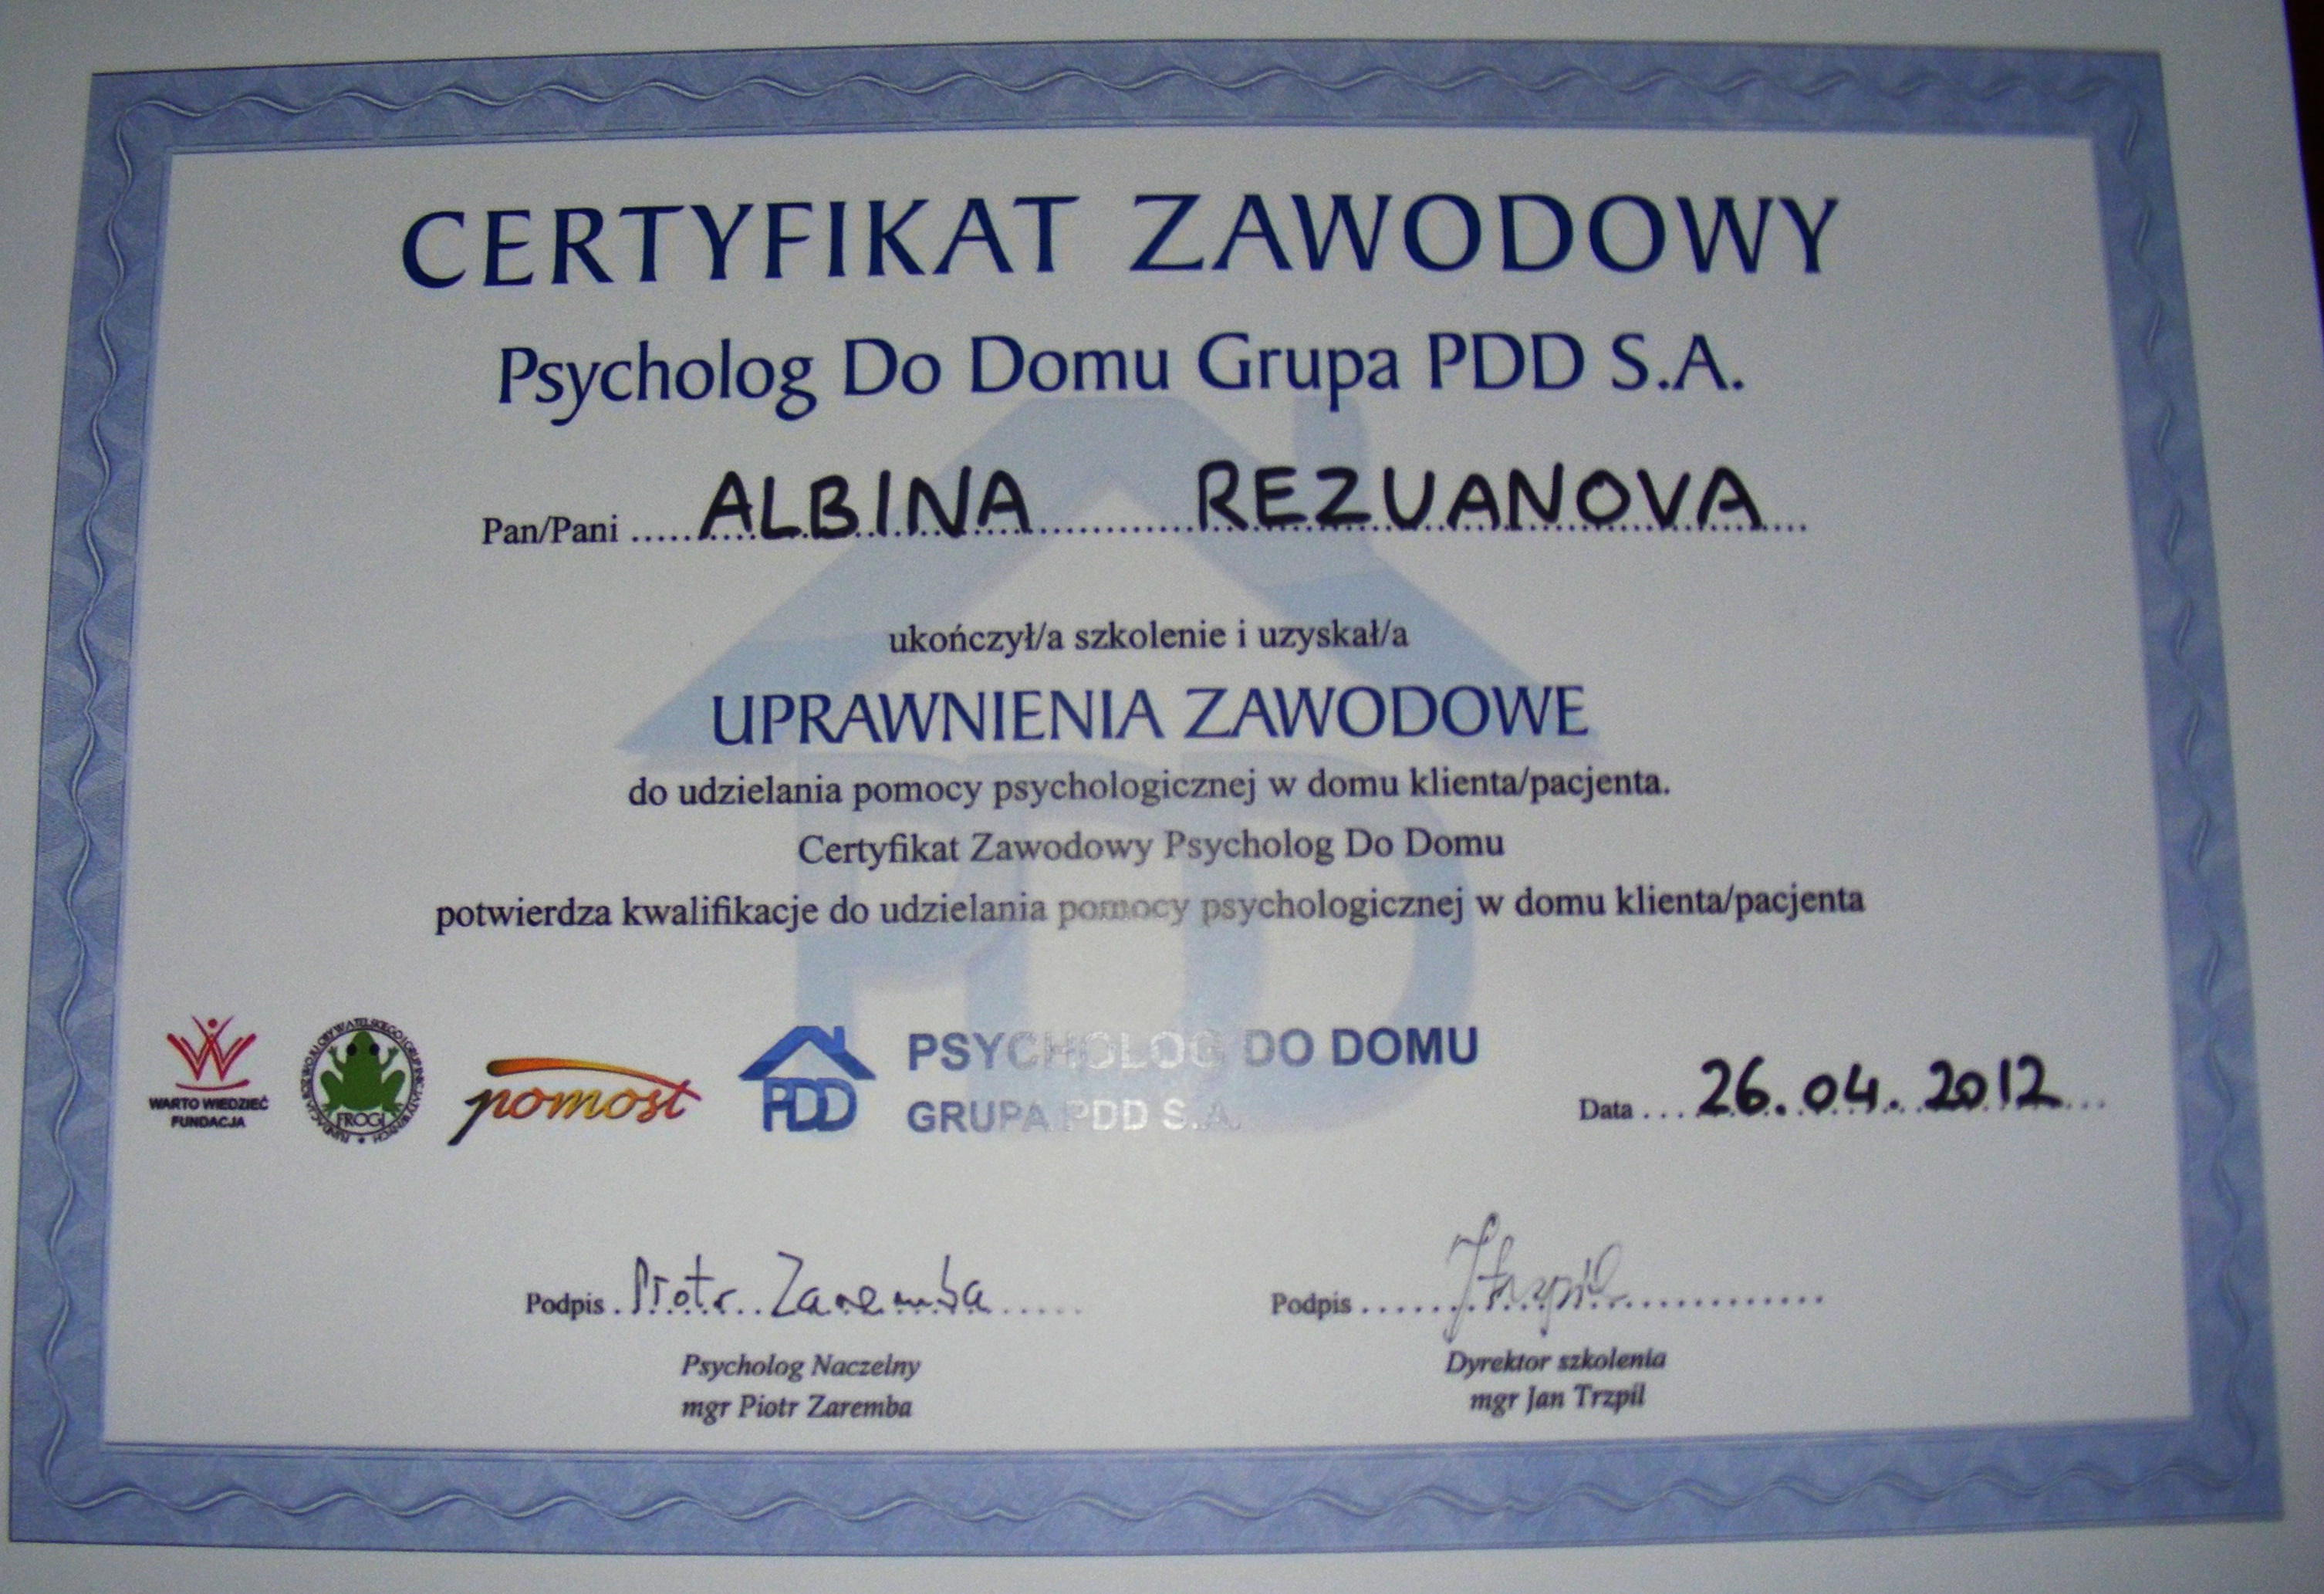 CERTYFIKAT ZAWODOWY
Psycholog Do Domu Grupa PDD S.A.
Pan/Pani ..... ALBINA REZUANOVA ...
ukończył/a szkolenie i uzyskał/a
UPRAWNIENIA ZAWODOWE
do udzielania pomocy psychologicznej w domu klienta/pacjenta.
Certyfikat Zawodowy Psycholog Do Domu
potwierdza kwalifikacje do udzielania pomocy psychologicznej w domu klienta/pacjenta
WARTO WIEDZIEĆ
FUNDACJA
FROGI
pomost
PDD
PSYCHOLOG DO DOMU
GRUPA PDD S.A.
Data ... 26.04.2012 ...
Podpis . Piotr Zaremba .....
Psycholog Naczelny
mgr Piotr Zaremba
Podpis ....... JTrzpil ...............
Dyrektor szkolenia
mgr Jan Trzpil